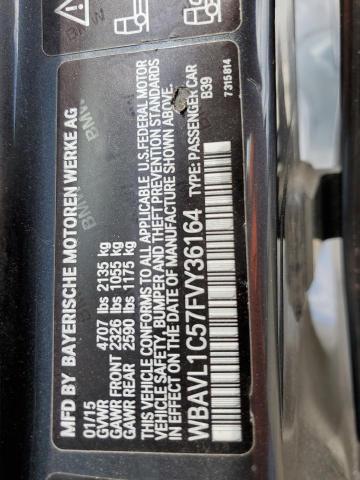 MFD BY BAYERISCHE MOTOREN WERKE AG
01/15
GVWR 4707 lbs 2135 kg
GAWR FRONT 2326 lbs 1055 kg
GAWR REAR 2590 lbs 1175 kg
THIS VEHICLE CONFORMS TO ALL APPLICABLE U.S.FEDERAL MOTOR
VEHICLE SAFETY, BUMPER AND THEFT PREVENTION STANDARDS
IN EFFECT ON THE DATE OF MANUFACTURE SHOWN ABOVE.
WBAVL1C57FVY36164 TYPE: PASSENGER CAR
B39
7315814
BMW
BMW